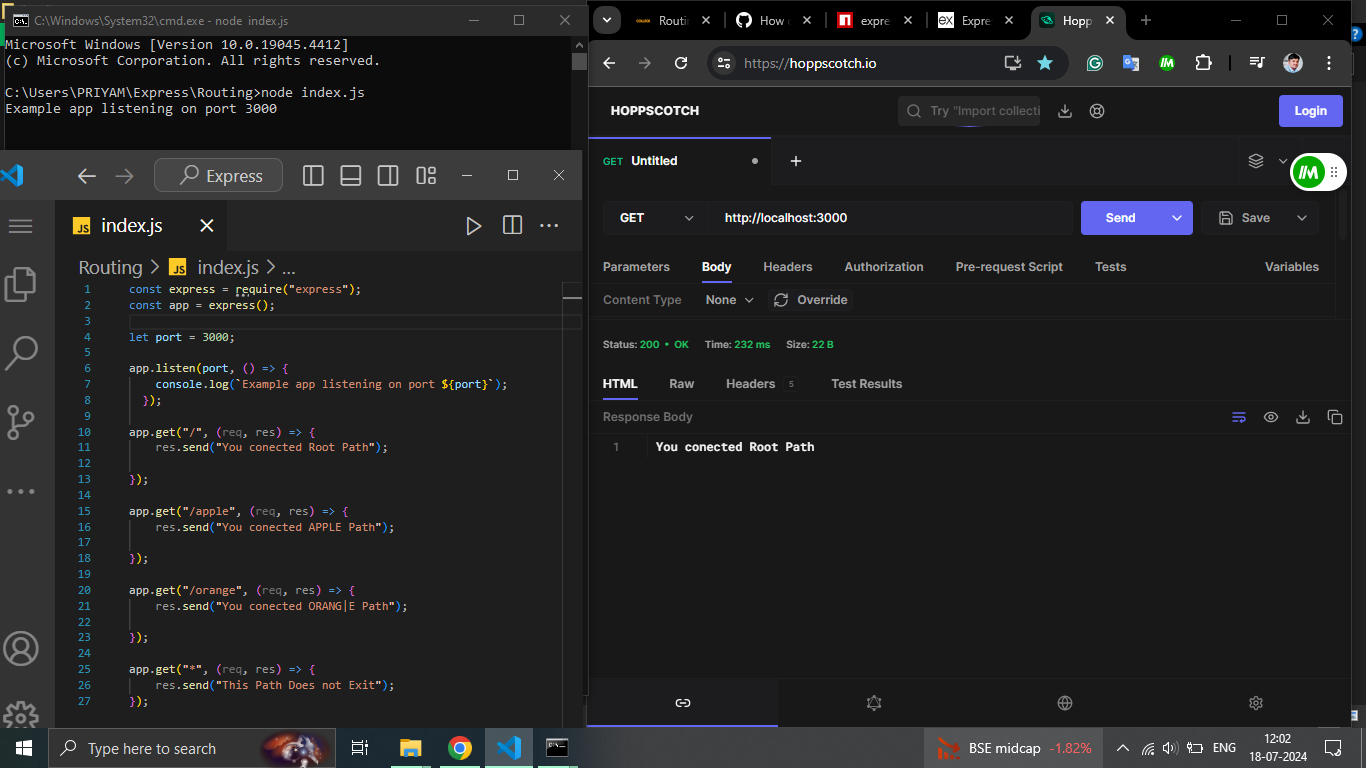 C:\Windows\System32\cmd.exe - node index.js
Microsoft Windows [Version 10.0.19045.4412]
(c) Microsoft Corporation. All rights reserved.
C:\Users\PRIYAM\Express\Routing>node index.js
Example app listening on port 3000
Express
index.js
Routing > index.js > ...
1 const express = require("express");
2 const app = express();
3
4 let port = 3000;
5
6 app.listen(port, () => {
7 console.log(`Example app listening on port ${port}`);
8 });
9
10 app.get("/", (req, res) => {
11 res.send("You conected Root Path");
12
13 });
14
15 app.get("/apple", (req, res) => {
16 res.send("You conected APPLE Path");
17
18 });
19
20 app.get("/orange", (req, res) => {
21 res.send("You conected ORANG|E Path");
22
23 });
24
25 app.get("*", (req, res) => {
26 res.send("This Path Does not Exit");
27 });
Routi
How
expre
Expre
Hopp
https://hoppscotch.io
HOPPSCOTCH
Try "Import collecti
Login
GET Untitled
GET http://localhost:3000 Send Save
Parameters Body Headers Authorization Pre-request Script Tests Variables
Content Type None Override
Status: 200 • OK Time: 232 ms Size: 22 B
HTML Raw Headers 5 Test Results
Response Body
1 You conected Root Path
Type here to search
BSE midcap -1.82%
ENG
12:02
18-07-2024